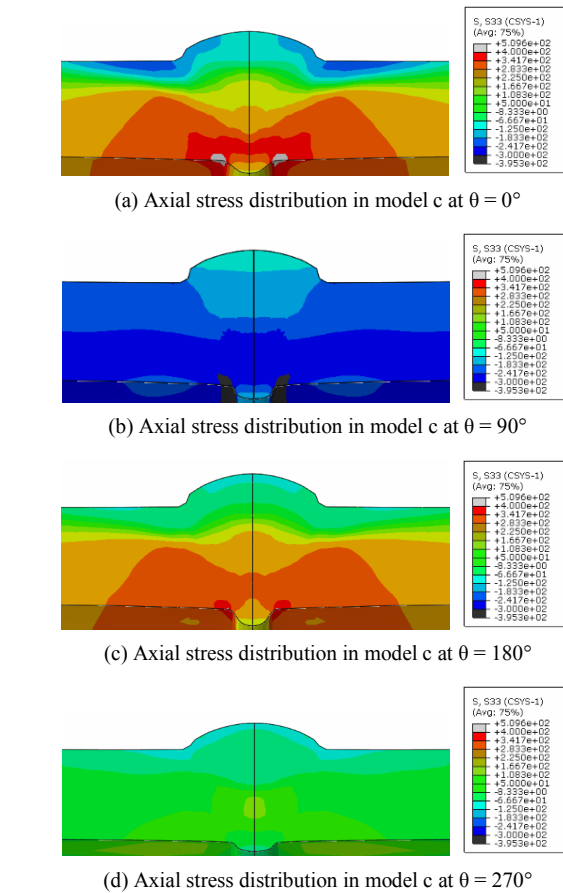 S, S33 (CSYS-1)
(Avg: 75%)
+5.096e+02
+4.000e+02
+3.417e+02
+2.833e+02
+2.250e+02
+1.667e+02
+1.083e+02
+5.000e+01
-8.333e+00
-6.667e+01
-1.250e+02
-1.833e+02
-2.417e+02
-3.000e+02
-3.953e+02
(a) Axial stress distribution in model c at θ = 0°
S, S33 (CSYS-1)
(Avg: 75%)
+5.096e+02
+4.000e+02
+3.417e+02
+2.833e+02
+2.250e+02
+1.667e+02
+1.083e+02
+5.000e+01
-8.333e+00
-6.667e+01
-1.250e+02
-1.833e+02
-2.417e+02
-3.000e+02
-3.953e+02
(b) Axial stress distribution in model c at θ = 90°
S, S33 (CSYS-1)
(Avg: 75%)
+5.096e+02
+4.000e+02
+3.417e+02
+2.833e+02
+2.250e+02
+1.667e+02
+1.083e+02
+5.000e+01
-8.333e+00
-6.667e+01
-1.250e+02
-1.833e+02
-2.417e+02
-3.000e+02
-3.953e+02
(c) Axial stress distribution in model c at θ = 180°
S, S33 (CSYS-1)
(Avg: 75%)
+5.096e+02
+4.000e+02
+3.417e+02
+2.833e+02
+2.250e+02
+1.667e+02
+1.083e+02
+5.000e+01
-8.333e+00
-6.667e+01
-1.250e+02
-1.833e+02
-2.417e+02
-3.000e+02
-3.953e+02
(d) Axial stress distribution in model c at θ = 270°